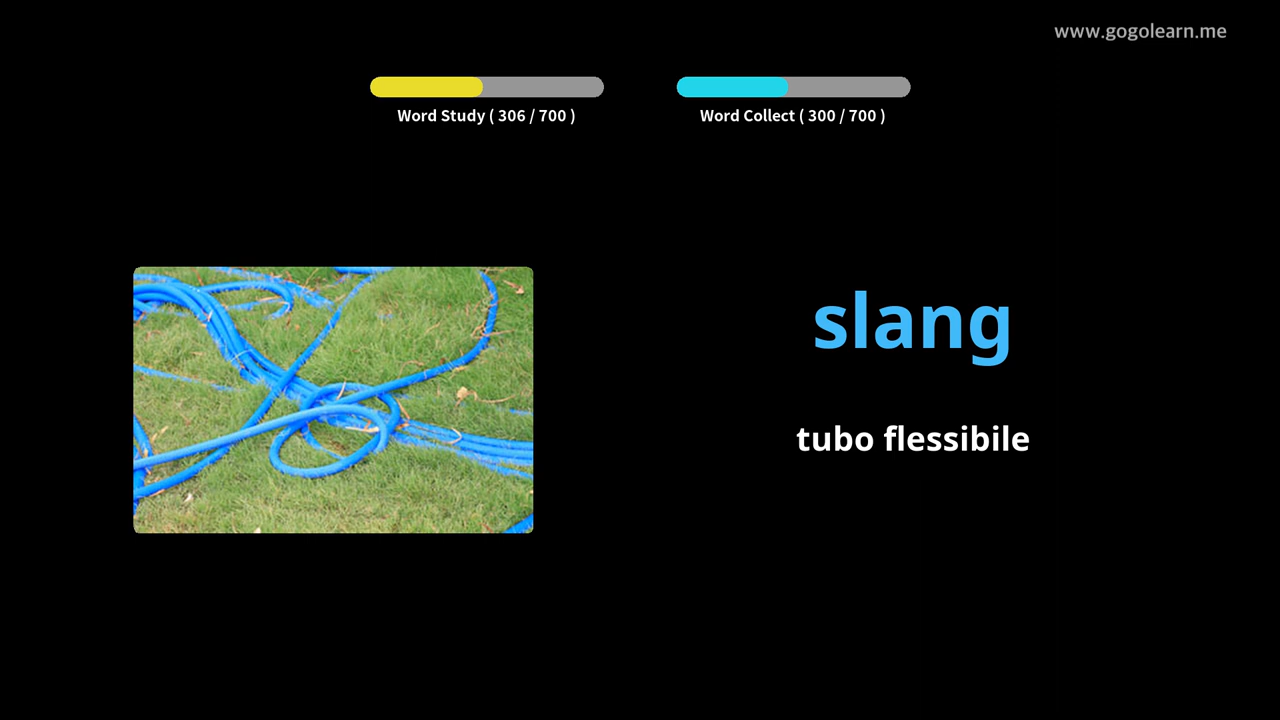 www.gogolearn.me
Word Study ( 306 / 700 )
Word Collect ( 300 / 700 )
slang
tubo flessibile